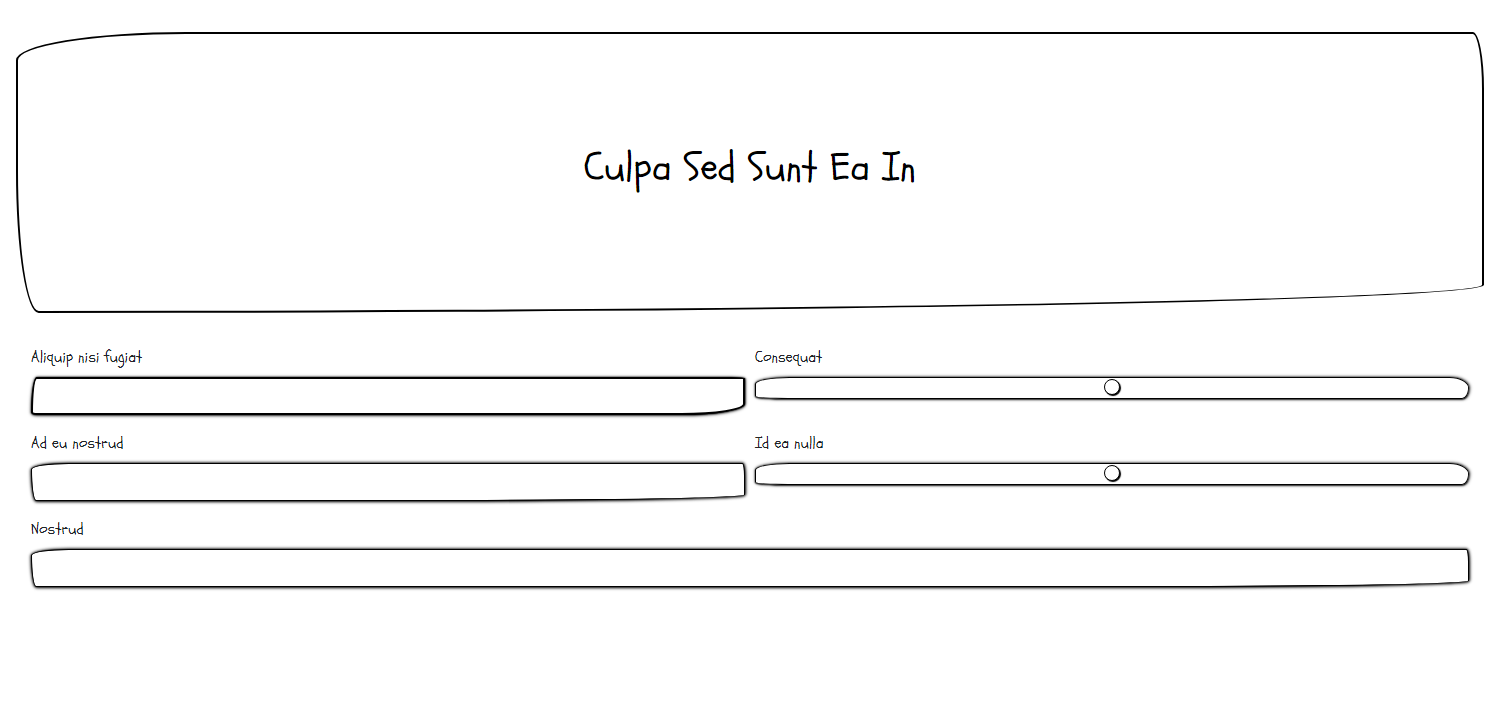 Culpa Sed Sunt Ea In
Aliquip nisi fugiat
Consequat
Ad eu nostrud
Id ea nulla
Nostrud